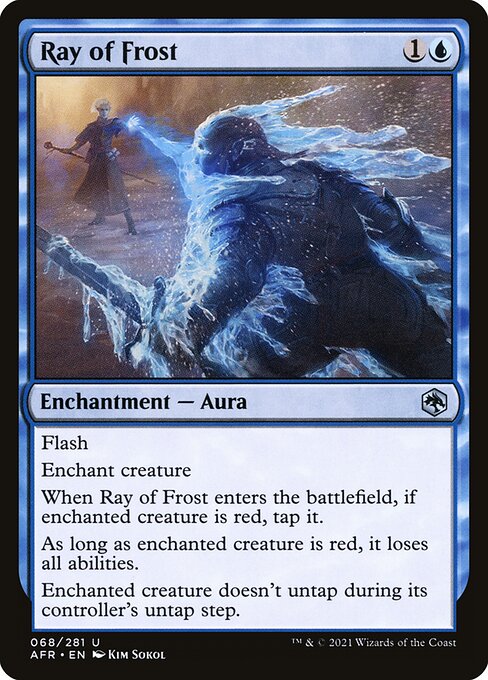 Ray of Frost 1
Enchantment — Aura
Flash
Enchant creature
When Ray of Frost enters the battlefield, if
enchanted creature is red, tap it.
As long as enchanted creature is red, it loses
all abilities.
Enchanted creature doesn't untap during its
controller's untap step.
068/281 U
™ & © 2021 Wizards of the Coast
AFR • EN Kim Sokol